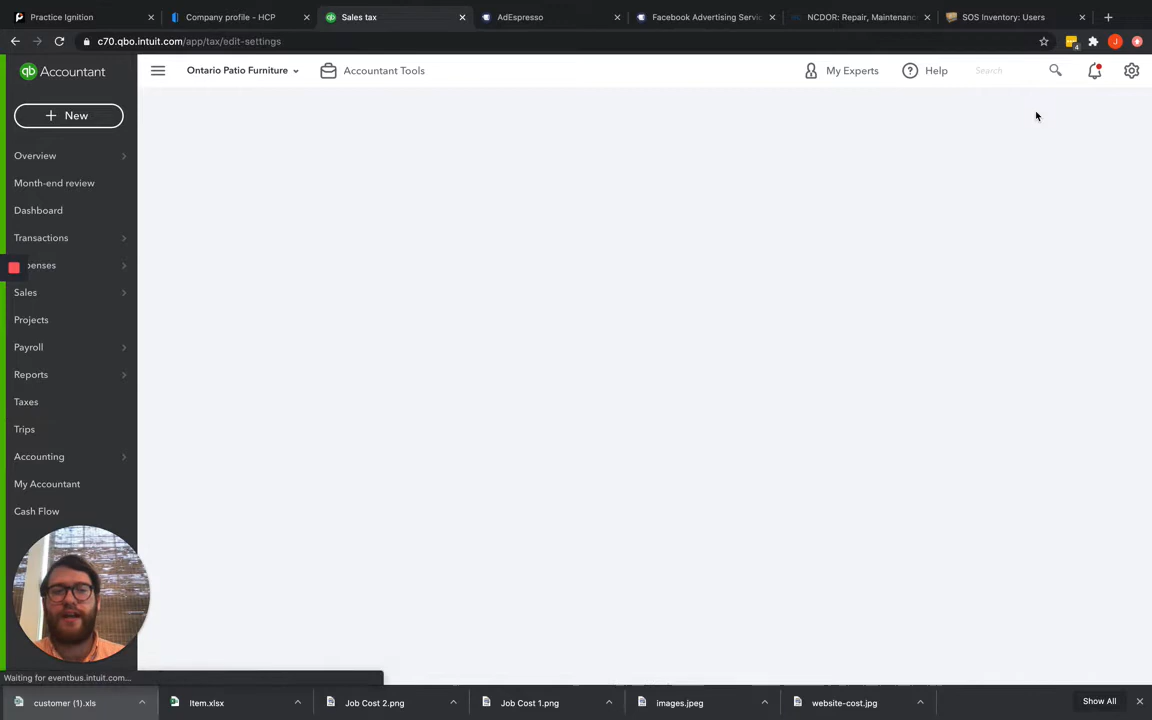 Practice Ignition
Company profile - HCP
Sales tax
AdEspresso
Facebook Advertising Servic
NCDOR: Repair, Maintenanc
SOS Inventory: Users
c70.qbo.intuit.com/app/tax/edit-settings
4
J
qb Accountant
Ontario Patio Furniture
Accountant Tools
My Experts
Help
Search
+ New
Overview
Month-end review
Dashboard
Transactions
penses
Sales
Projects
Payroll
Reports
Taxes
Trips
Accounting
My Accountant
Cash Flow
Waiting for eventbus.intuit.com...
customer (1).xls
Item.xlsx
Job Cost 2.png
Job Cost 1.png
images.jpeg
website-cost.jpg
Show All